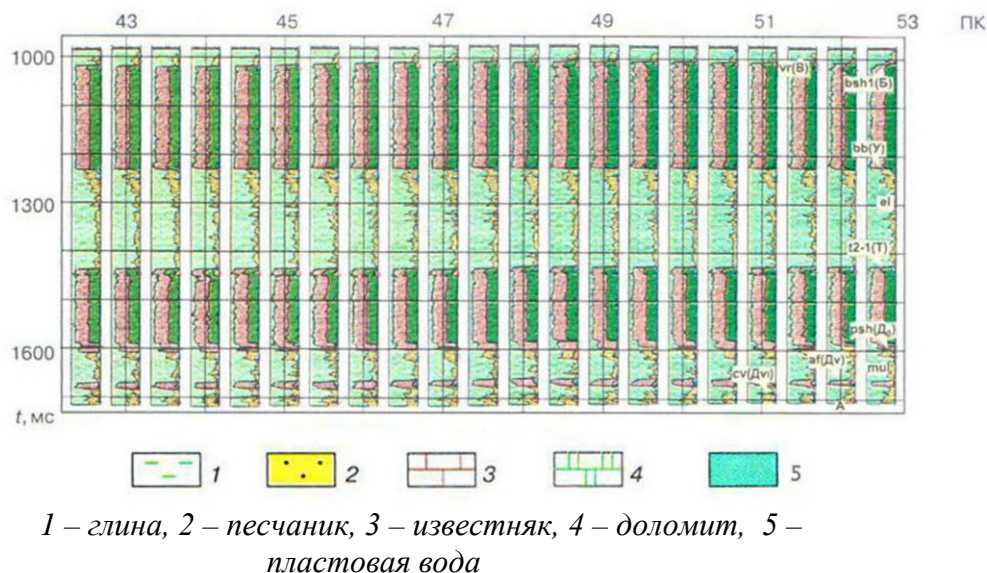 43 45 47 49 51 53 ПК
1000
vr(В)
bsh1(Б)
bb(У)
1300
el
t2-1(Т)
psh(Д₀)
1600
af(Дv)
mul
cv(Дvı)
А
t, мс
1 2 3 4 5
1 – глина, 2 – песчаник, 3 – известняк, 4 – доломит, 5 –
пластовая вода